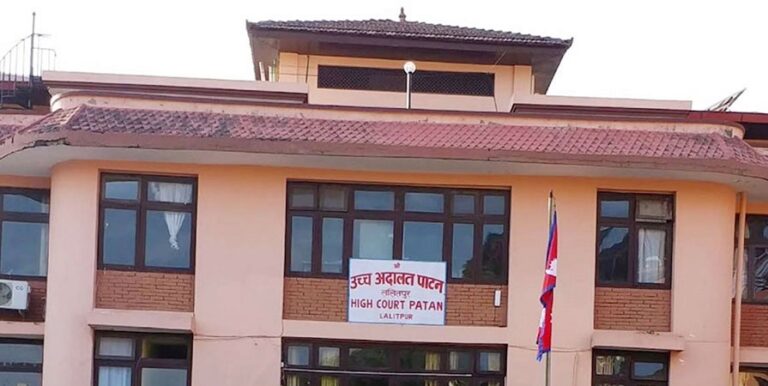 श्री
उच्च अदालत पाटन
ललितपुर
HIGH COURT PATAN
LALITPUR